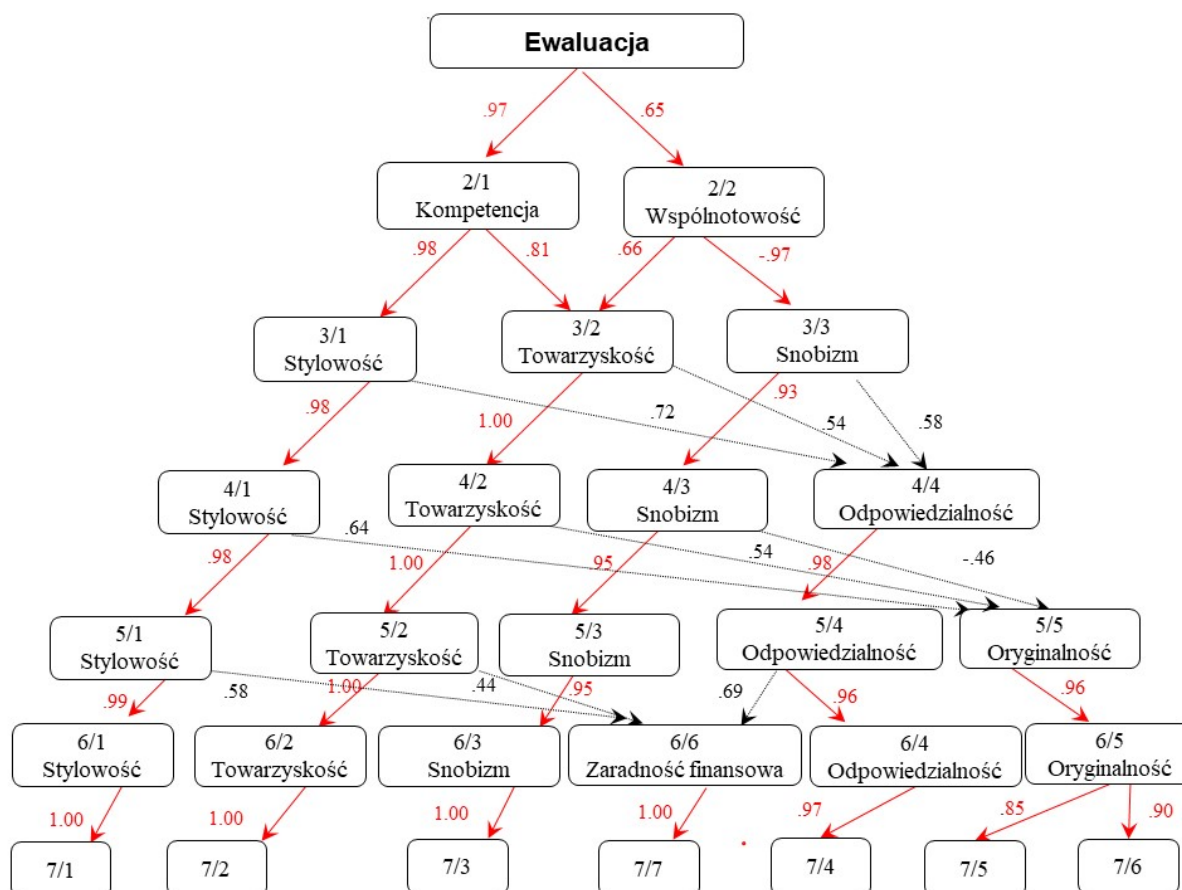 Ewaluacja
.97
.65
2/1
Kompetencja
2/2
Wspólnotowość
.98
.81
.66
-.97
3/1
Stylowość
3/2
Towarzyskość
3/3
Snobizm
.98
1.00
.72
.93
.54
.58
4/1
Stylowość
4/2
Towarzyskość
4/3
Snobizm
4/4
Odpowiedzialność
.98
.64
1.00
.95
.54
.98
-.46
5/1
Stylowość
5/2
Towarzyskość
5/3
Snobizm
5/4
Odpowiedzialność
5/5
Oryginalność
.99
.58
1.00
.44
.95
.69
.96
.96
6/1
Stylowość
6/2
Towarzyskość
6/3
Snobizm
6/6
Zaradność finansowa
6/4
Odpowiedzialność
6/5
Oryginalność
1.00
1.00
1.00
1.00
.97
.85
.90
7/1
7/2
7/3
7/7
7/4
7/5
7/6